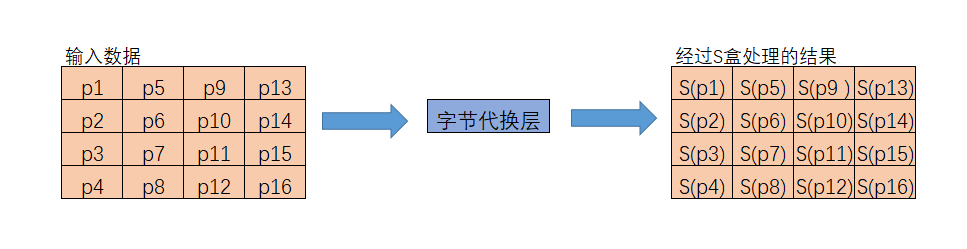 输入数据
p1 p5 p9 p13
p2 p6 p10 p14
p3 p7 p11 p15
p4 p8 p12 p16
字节代换层
经过S盒处理的结果
S(p1) S(p5) S(p9 ) S(p13)
S(p2) S(p6) S(p10) S(p14)
S(p3) S(p7) S(p11) S(p15)
S(p4) S(p8) S(p12) S(p16)